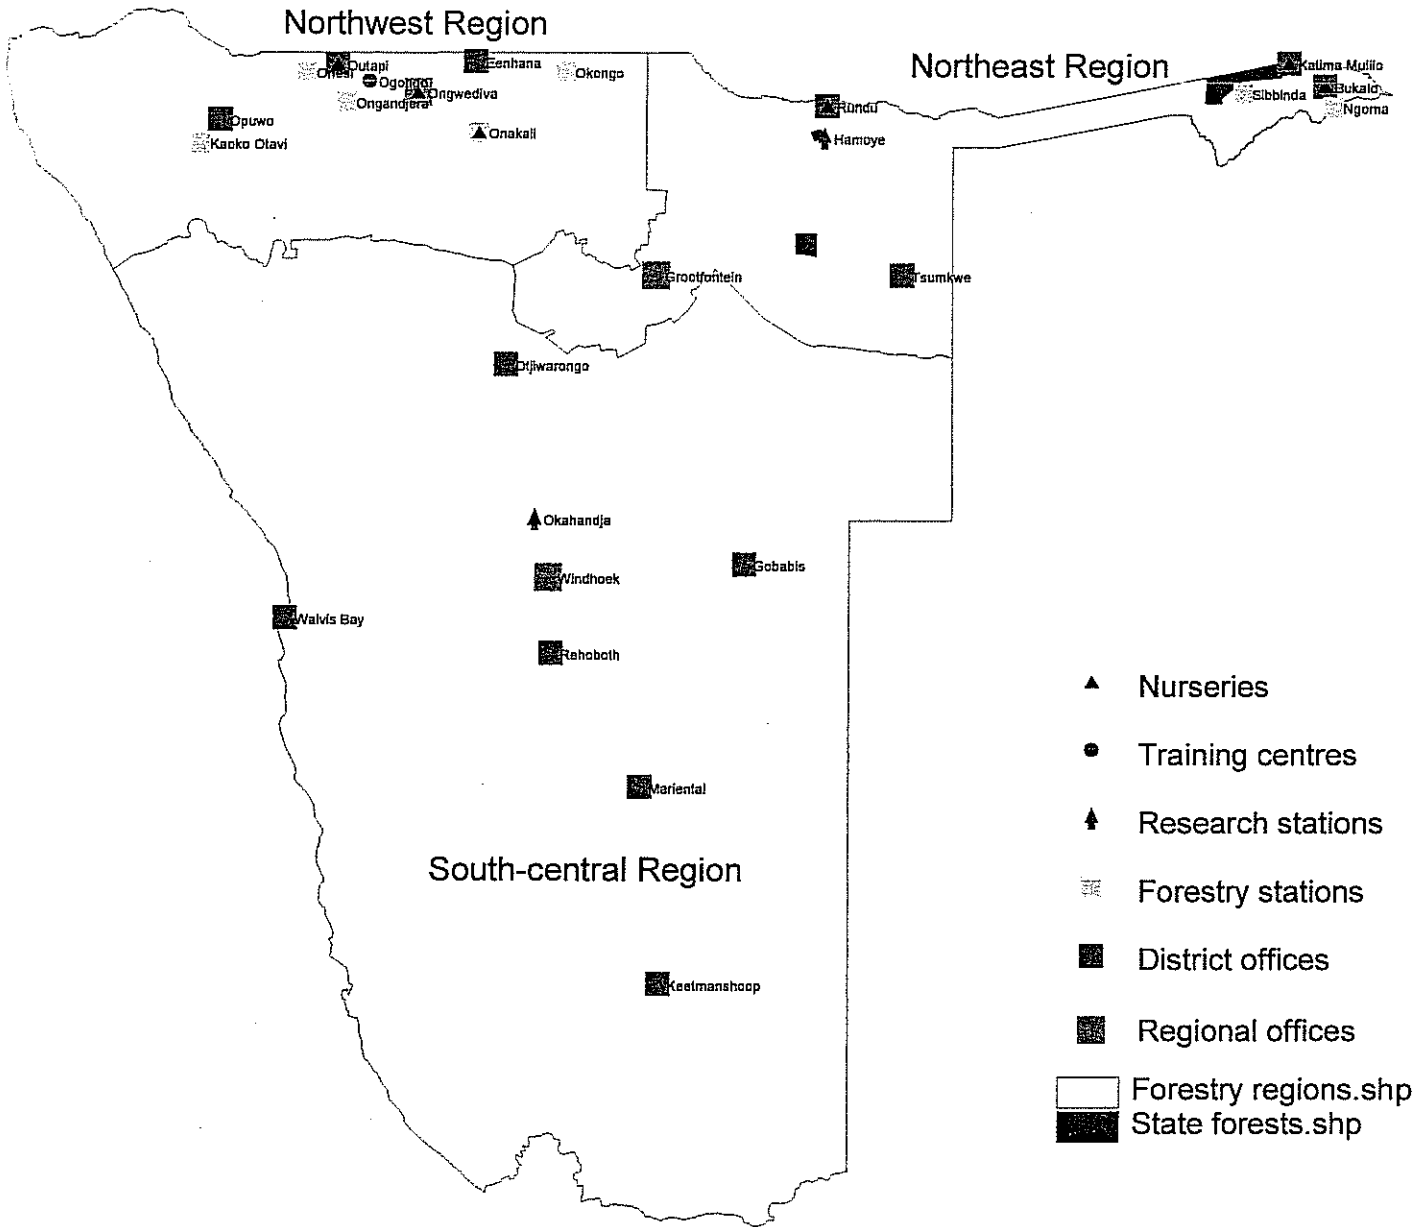 Northwest Region
Northeast Region
Outapi
Eenhana
Okongo
Onesi
Ogongo
Ongwediva
Ongandjera
Opuwo
Onakali
Kaoko Otavi
Katima Mulilo
Bukalo
Sibbinda
Ngoma
Rundu
Hamoye
Grootfontein
Tsumkwe
Otjiwarongo
Okahandja
Windhoek
Gobabis
Walvis Bay
Rehoboth
Mariental
South-central Region
Keetmanshoop
Nurseries
Training centres
Research stations
Forestry stations
District offices
Regional offices
Forestry regions.shp
State forests.shp